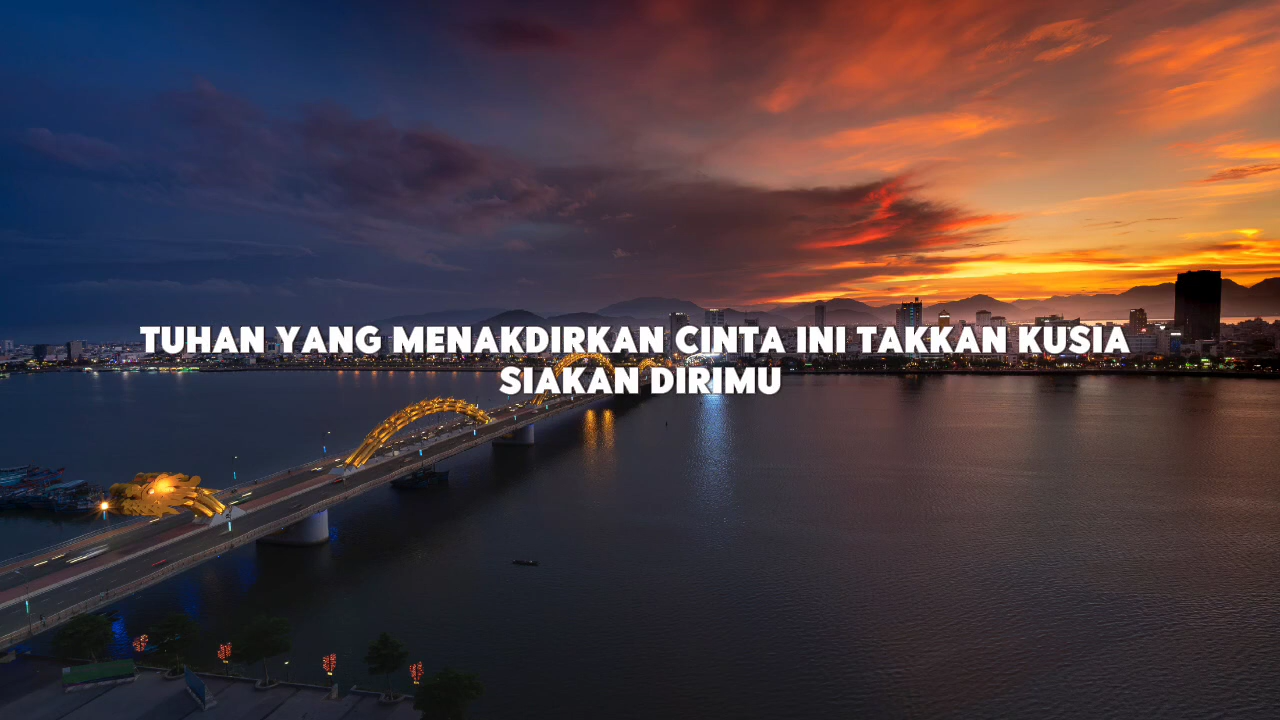 TUHAN YANG MENAKDIRKAN CINTA INI TAKKAN KUSIA
SIAKAN DIRIMU